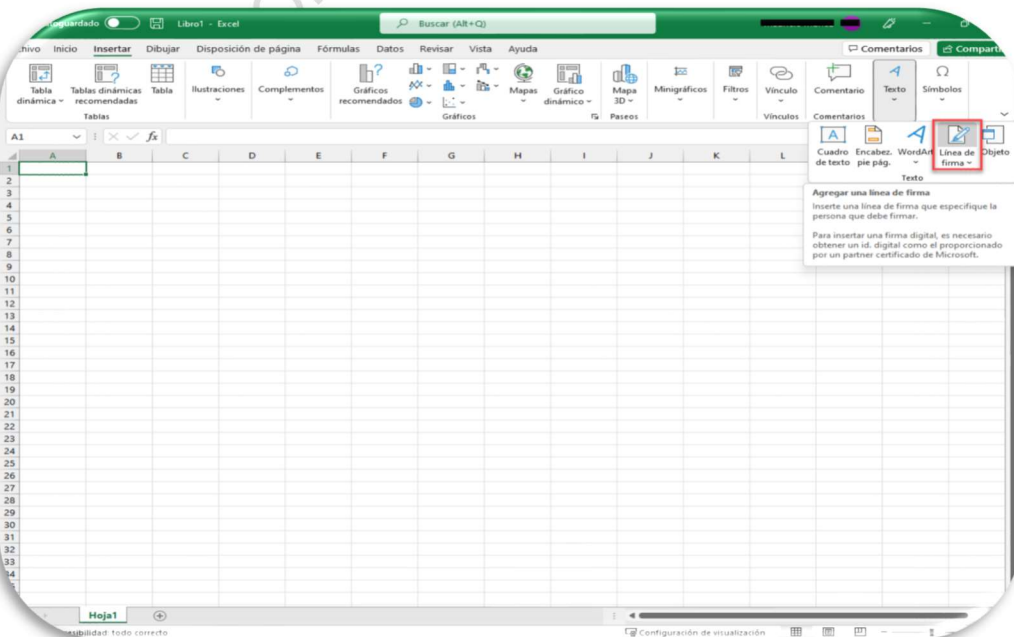 Libro1 - Excel
Buscar (Alt+Q)
Inicio Insertar Dibujar Disposición de página Fórmulas Datos Revisar Vista Ayuda
Comentarios
Tabla dinámica
Tablas dinámicas recomendadas
Tabla
Ilustraciones
Complementos
Gráficos recomendados
Mapas
Gráfico dinámico
Mapa 3D
Minigráficos
Filtros
Vínculo
Comentario
Texto
Símbolos
Tablas
Gráficos
Paseos
Vínculos
Comentarios
A1
fx
Cuadro de texto
Encabez. pie pág.
WordArt
Línea de firma
Objeto
Texto
Agregar una línea de firma
Inserte una línea de firma que especifique la
persona que debe firmar.
Para insertar una firma digital, es necesario
obtener un id. digital como el proporcionado
por un partner certificado de Microsoft.
A B C D E F G H I J K L
1
2
3
4
5
6
7
8
9
10
11
12
13
14
15
16
17
18
19
20
21
22
23
24
25
26
27
28
29
30
31
32
33
Hoja1
todo correcto
Configuración de visualización